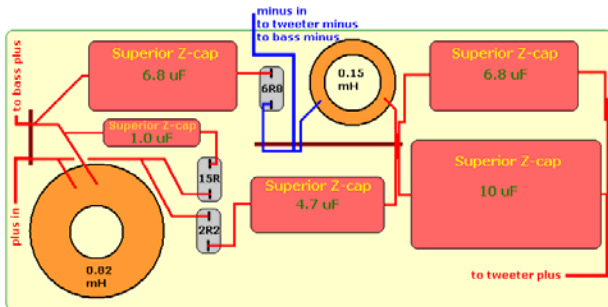 minus in
to tweeter minus
to bass minus
to bass plus
plus in
Superior Z-cap
6.8 uF
6R8
0.15
mH
Superior Z-cap
6.8 uF
Superior Z-cap
1.0 uF
15R
2R2
Superior Z-cap
4.7 uF
Superior Z-cap
10 uF
0.82
mH
to tweeter plus